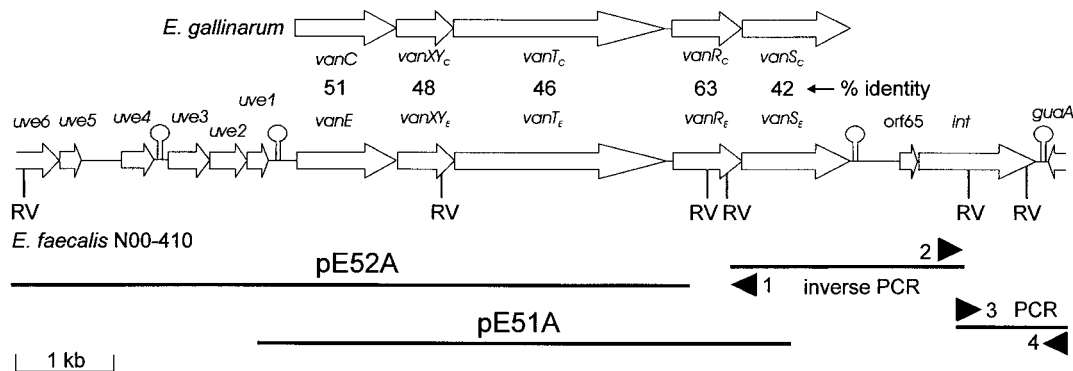 E. gallinarum
vanC vanXYC vanTC vanRC vanSC
51 48 46 63 42 ← % identity
uve6 uve5 uve4 uve3 uve2 uve1 vanE vanXYE vanTE vanRE vanSE orf65 int guaA
RV RV RV RV RV RV
E. faecalis N00-410
pE52A
2
1 inverse PCR
pE51A
3 PCR
4
1 kb